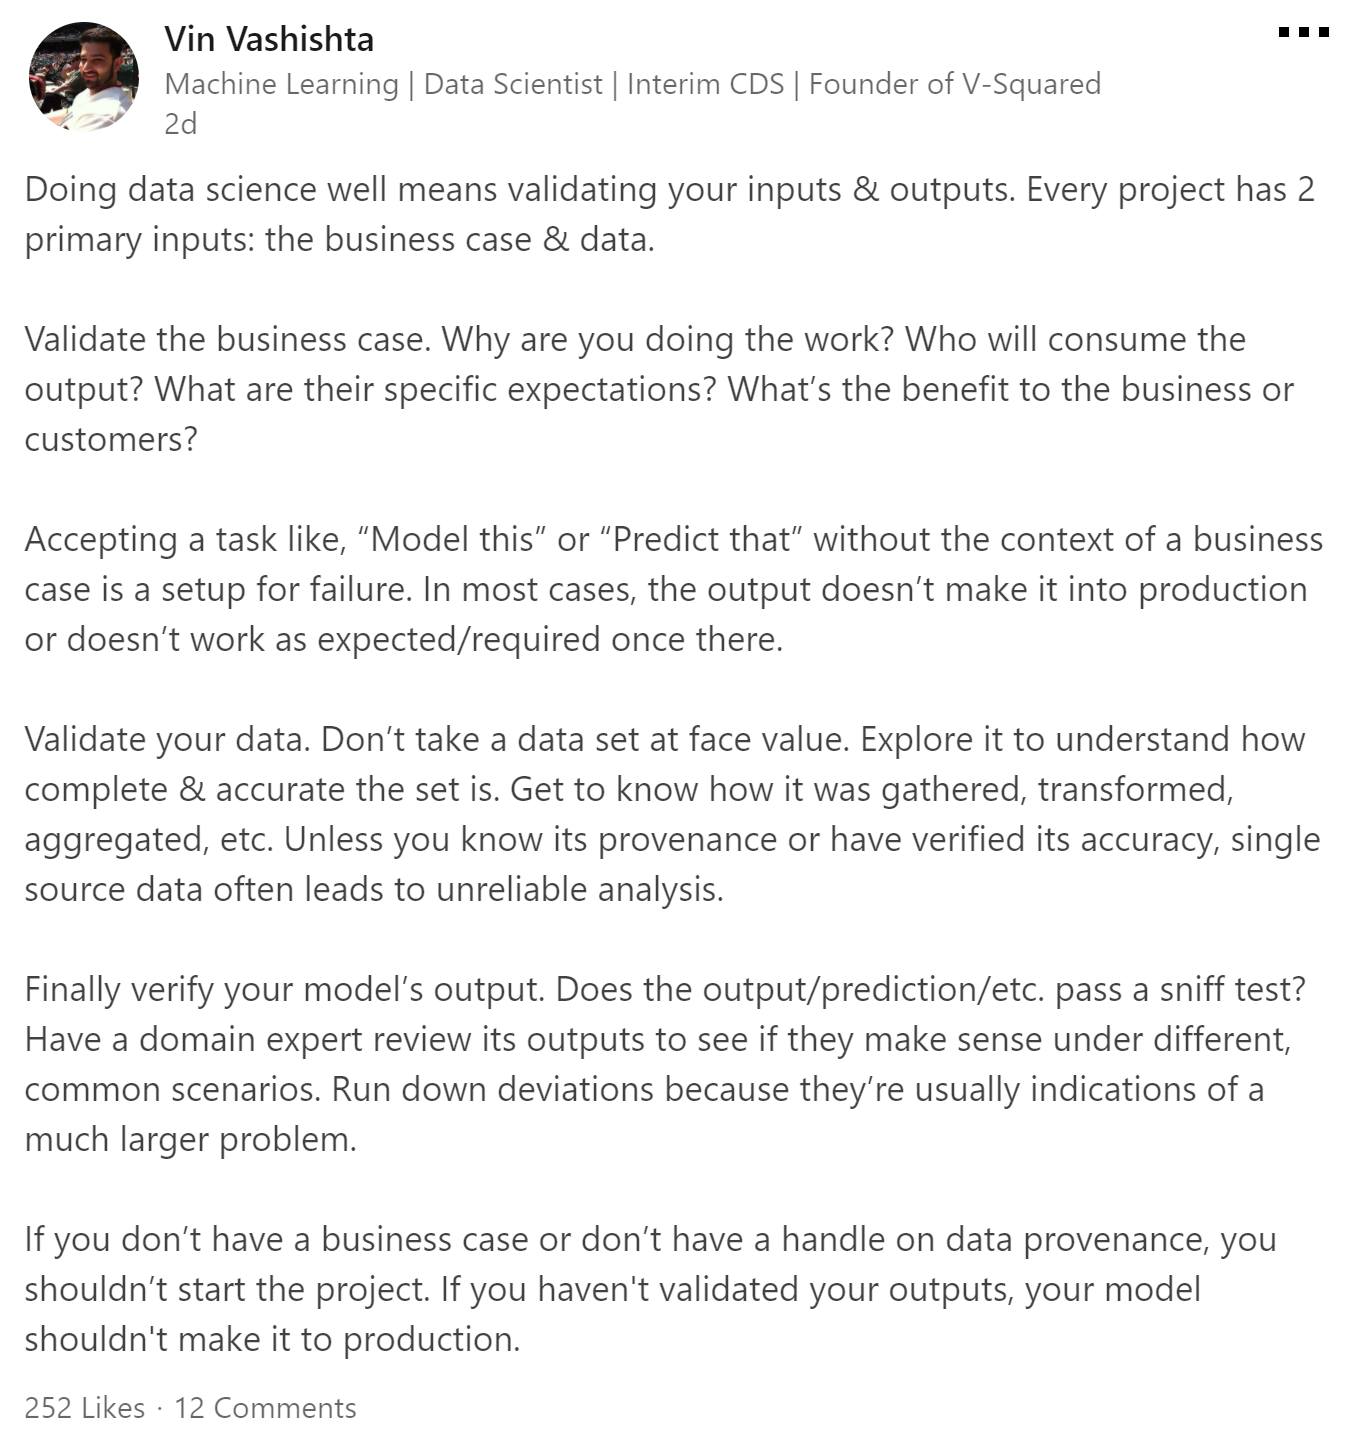 Vin Vashishta
Machine Learning | Data Scientist | Interim CDS | Founder of V-Squared
2d
Doing data science well means validating your inputs & outputs. Every project has 2
primary inputs: the business case & data.
Validate the business case. Why are you doing the work? Who will consume the
output? What are their specific expectations? What’s the benefit to the business or
customers?
Accepting a task like, “Model this” or “Predict that” without the context of a business
case is a setup for failure. In most cases, the output doesn’t make it into production
or doesn’t work as expected/required once there.
Validate your data. Don’t take a data set at face value. Explore it to understand how
complete & accurate the set is. Get to know how it was gathered, transformed,
aggregated, etc. Unless you know its provenance or have verified its accuracy, single
source data often leads to unreliable analysis.
Finally verify your model’s output. Does the output/prediction/etc. pass a sniff test?
Have a domain expert review its outputs to see if they make sense under different,
common scenarios. Run down deviations because they’re usually indications of a
much larger problem.
If you don’t have a business case or don’t have a handle on data provenance, you
shouldn’t start the project. If you haven't validated your outputs, your model
shouldn't make it to production.
252 Likes · 12 Comments